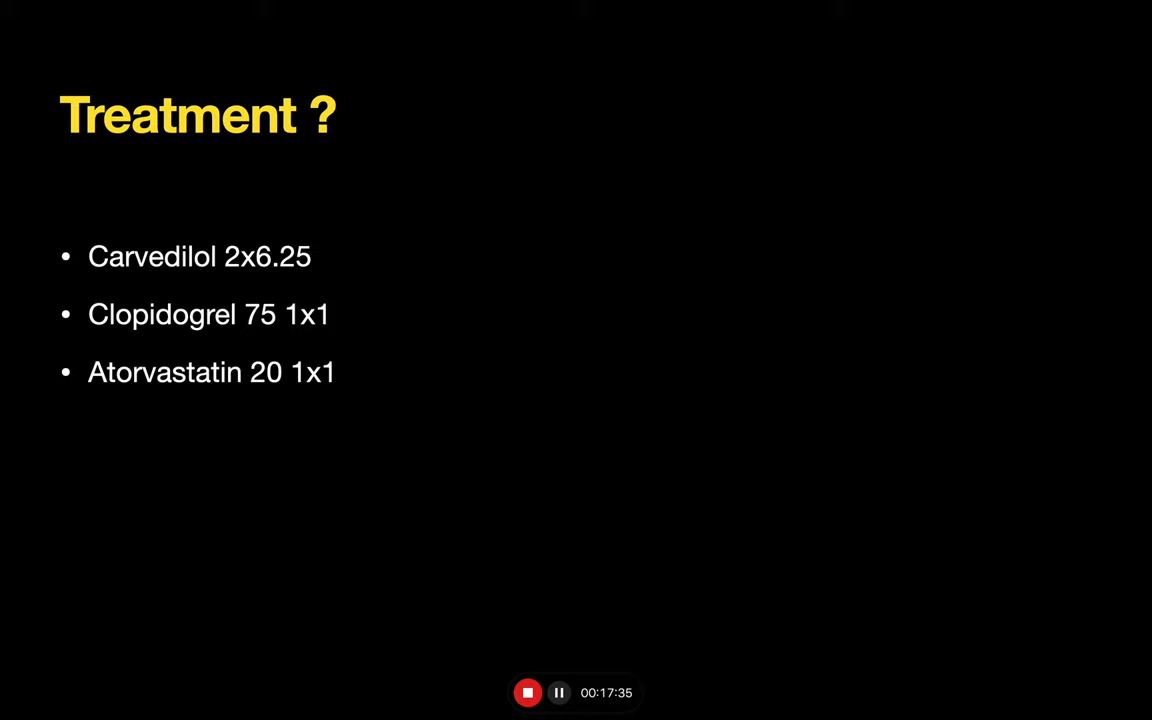 Treatment ?
• Carvedilol 2x6.25
• Clopidogrel 75 1x1
• Atorvastatin 20 1x1
00:17:35